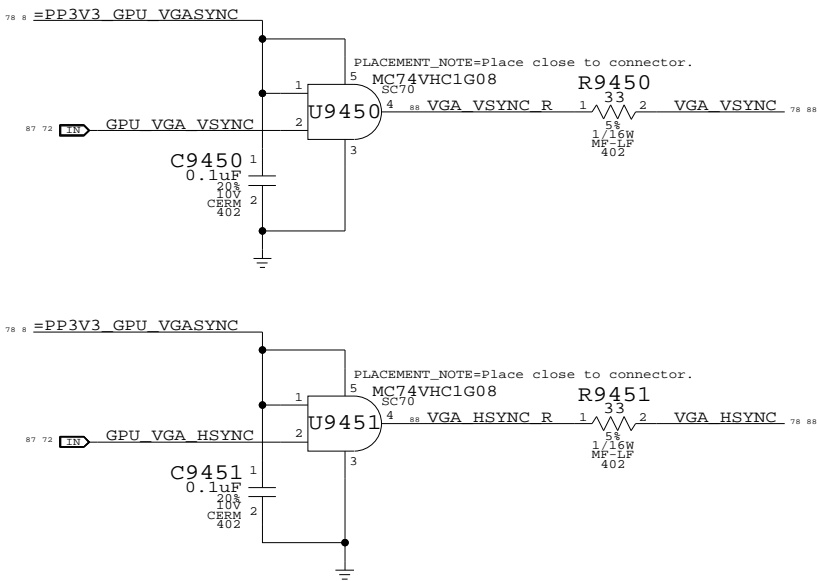 78 8 =PP3V3_GPU_VGASYNC
PLACEMENT_NOTE=Place close to connector.
5 MC74VHC1G08
SC70
R9450
33
1
U9450
4 88 VGA_VSYNC_R 1 2 VGA_VSYNC 78 88
87 72 IN GPU_VGA_VSYNC 2
5%
1/16W
MF-LF
402
3
C9450 1
0.1uF
20%
10V
CERM 2
402
78 8 =PP3V3_GPU_VGASYNC
PLACEMENT_NOTE=Place close to connector.
5 MC74VHC1G08
SC70
R9451
33
1
U9451
4 88 VGA_HSYNC_R 1 2 VGA_HSYNC 78 88
87 72 IN GPU_VGA_HSYNC 2
5%
1/16W
MF-LF
402
3
C9451 1
0.1uF
20%
10V
CERM 2
402